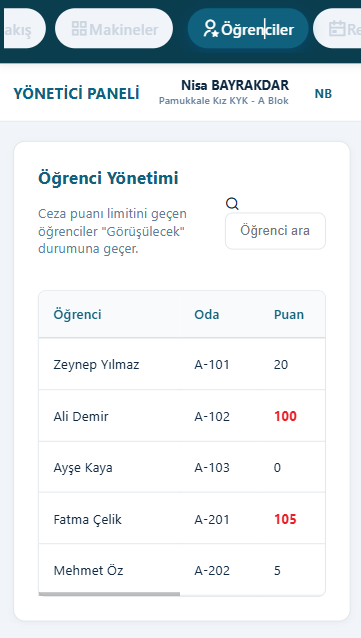 akış Makineler Öğrenciler Re
YÖNETİCİ PANELİ
Nisa BAYRAKDAR
Pamukkale Kız KYK - A Blok
NB
Öğrenci Yönetimi
Ceza puanı limitini geçen
öğrenciler "Görüşülecek"
durumuna geçer.
Öğrenci ara
Öğrenci Oda Puan
Zeynep Yılmaz A-101 20
Ali Demir A-102 100
Ayşe Kaya A-103 0
Fatma Çelik A-201 105
Mehmet Öz A-202 5